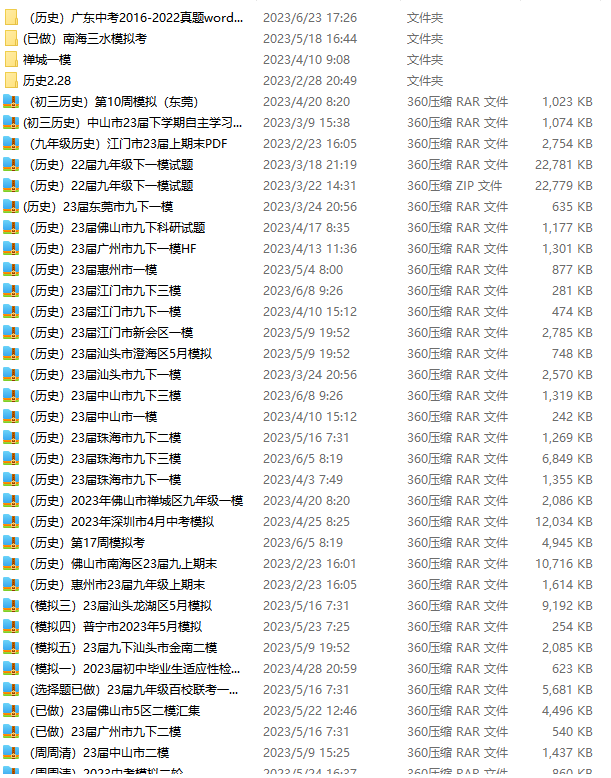 （历史）广东中考2016-2022真题word... 2023/6/23 17:26 文件夹
(已做）南海三水模拟考 2023/5/18 16:44 文件夹
禅城一模 2023/4/10 9:08 文件夹
历史2.28 2023/2/28 20:49 文件夹
（初三历史）第10周模拟（东莞） 2023/4/20 8:20 360压缩 RAR 文件 1,023 KB
(初三历史）中山市23届下学期自主学习... 2023/3/9 15:38 360压缩 RAR 文件 1,074 KB
（九年级历史）江门市23届上期末PDF 2023/2/23 16:05 360压缩 RAR 文件 2,754 KB
（历史）22届九年级下一模试题 2023/3/18 21:19 360压缩 RAR 文件 22,781 KB
（历史）22届九年级下一模试题 2023/3/22 14:31 360压缩 ZIP 文件 22,779 KB
(历史）23届东莞市九下一模 2023/3/24 20:56 360压缩 RAR 文件 635 KB
（历史）23届佛山市九下科研试题 2023/4/17 8:35 360压缩 RAR 文件 1,177 KB
（历史）23届广州市九下一模HF 2023/4/13 11:36 360压缩 RAR 文件 1,301 KB
（历史）23届惠州市一模 2023/5/4 8:00 360压缩 RAR 文件 877 KB
（历史）23届江门市九下三模 2023/6/8 9:26 360压缩 RAR 文件 281 KB
（历史）23届江门市九下一模 2023/4/10 15:12 360压缩 RAR 文件 474 KB
（历史）23届江门市新会区一模 2023/5/9 19:52 360压缩 RAR 文件 2,785 KB
（历史）23届汕头市澄海区5月模拟 2023/5/9 19:52 360压缩 RAR 文件 748 KB
（历史）23届汕头市九下一模 2023/3/24 20:56 360压缩 RAR 文件 2,570 KB
（历史）23届中山市九下三模 2023/6/8 9:26 360压缩 RAR 文件 1,319 KB
（历史）23届中山市一模 2023/4/10 15:12 360压缩 RAR 文件 242 KB
（历史）23届珠海市九下二模 2023/5/16 7:31 360压缩 RAR 文件 1,269 KB
（历史）23届珠海市九下三模 2023/6/5 8:19 360压缩 RAR 文件 6,849 KB
（历史）23届珠海市九下一模 2023/4/3 7:49 360压缩 RAR 文件 1,355 KB
（历史）2023年佛山市禅城区九年级一模 2023/4/20 8:20 360压缩 RAR 文件 2,086 KB
（历史）2023年深圳市4月中考模拟 2023/4/25 8:25 360压缩 RAR 文件 12,034 KB
（历史）第17周模拟考 2023/6/5 8:19 360压缩 RAR 文件 4,945 KB
（历史）佛山市南海区23届九上期末 2023/2/23 16:01 360压缩 RAR 文件 10,716 KB
（历史）惠州市23届九年级上期末 2023/2/23 16:05 360压缩 RAR 文件 1,614 KB
（模拟三）23届汕头龙湖区5月模拟 2023/5/16 7:31 360压缩 RAR 文件 9,192 KB
（模拟四）普宁市2023年5月模拟 2023/5/23 7:25 360压缩 RAR 文件 254 KB
（模拟五）23届九下汕头市金南二模 2023/5/9 19:52 360压缩 RAR 文件 2,085 KB
（模拟一）2023届初中毕业生适应性检... 2023/4/28 20:59 360压缩 RAR 文件 623 KB
(选择题已做）23届九年级百校联考一... 2023/5/16 7:31 360压缩 RAR 文件 5,681 KB
（已做）23届佛山市5区二模汇集 2023/5/22 12:46 360压缩 RAR 文件 4,496 KB
（已做）23届广州市九下二模 2023/5/16 7:31 360压缩 RAR 文件 540 KB
（周周清）23届中山市二模 2023/5/9 15:25 360压缩 RAR 文件 1,437 KB
（周周清）2023中考模拟二轮 2023/5/24 16:37 360压缩 RAR 文件 860 KB